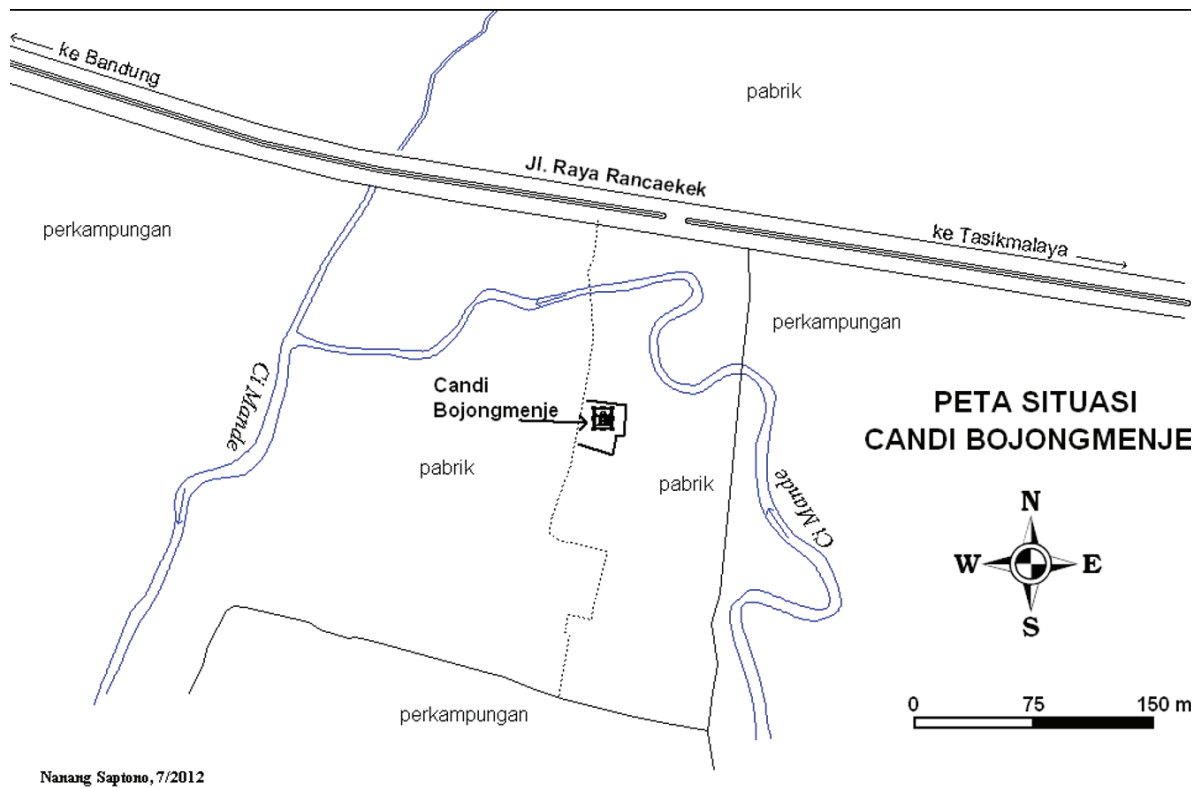 ke Bandung
pabrik
Jl. Raya Rancaekek
perkampungan
ke Tasikmalaya
perkampungan
Ci Mande
Candi
Bojongmenje
PETA SITUASI
CANDI BOJONGMENJE
pabrik
pabrik
Ci Mande
N
W E
S
0 75 150 m
perkampungan
Nanang Saptono, 7/2012